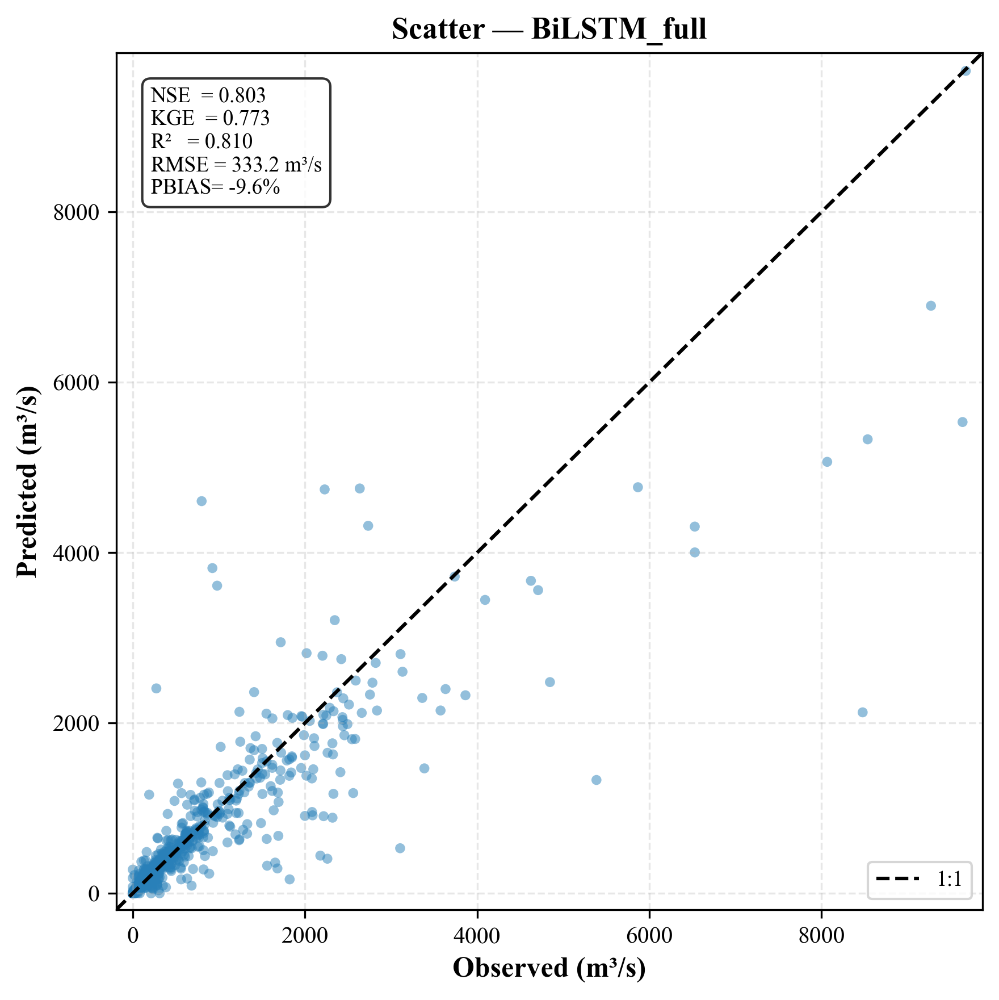 Scatter — BiLSTM_full
NSE = 0.803
KGE = 0.773
R² = 0.810
RMSE = 333.2 m³/s
PBIAS= -9.6%
8000
6000
4000
2000
0
Predicted (m³/s)
1:1
0 2000 4000 6000 8000
Observed (m³/s)